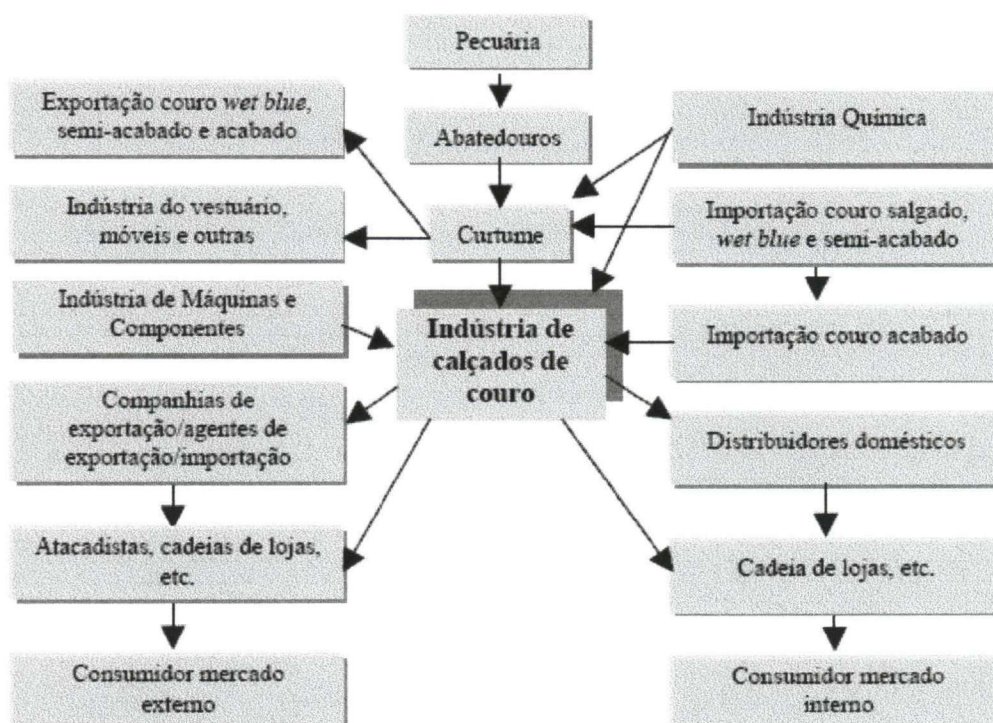 Pecuária
Exportação couro wet blue,
semi-acabado e acabado
Abatedouros
Indústria Química
Indústria do vestuário,
móveis e outras
Curtume
Importação couro salgado,
wet blue e semi-acabado
Indústria de Máquinas e
Componentes
Indústria de
calçados de
couro
Importação couro acabado
Companhias de
exportação/agentes de
exportação/importação
Distribuidores domésticos
Atacadistas, cadeias de lojas,
etc.
Cadeia de lojas, etc.
Consumidor mercado
externo
Consumidor mercado
interno